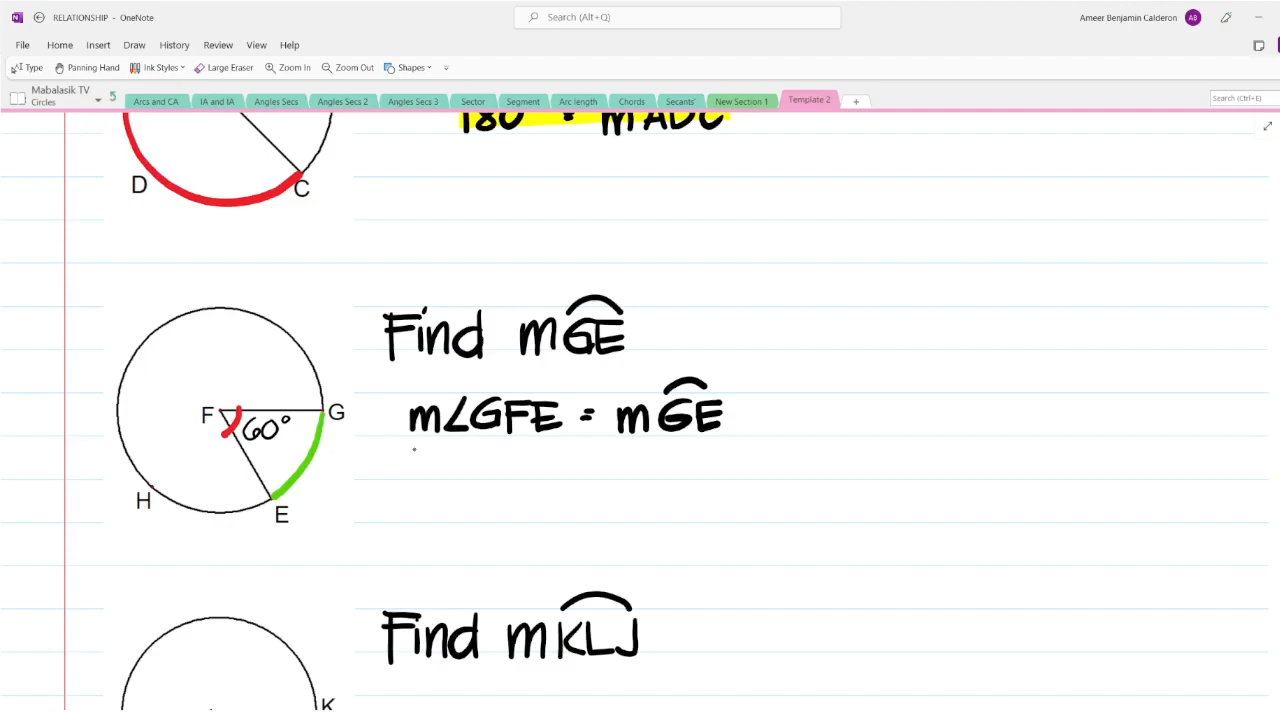 RELATIONSHIP - OneNote
Search (Alt+Q)
Ameer Benjamin Calderon
AB
File Home Insert Draw History Review View Help
Type Panning Hand Ink Styles Large Eraser Zoom In Zoom Out Shapes
Mabalasik TV
Circles
5
Arcs and CA IA and IA Angles Secs Angles Secs 2 Angles Secs 3 Sector Segment Arc length Chords Secants' New Section 1 Template 2 +
Search (Ctrl+E)
180 = mADC
D
C
Find mGE
F
G
60°
m∠GFE = mGE
H
E
Find mKLJ
K